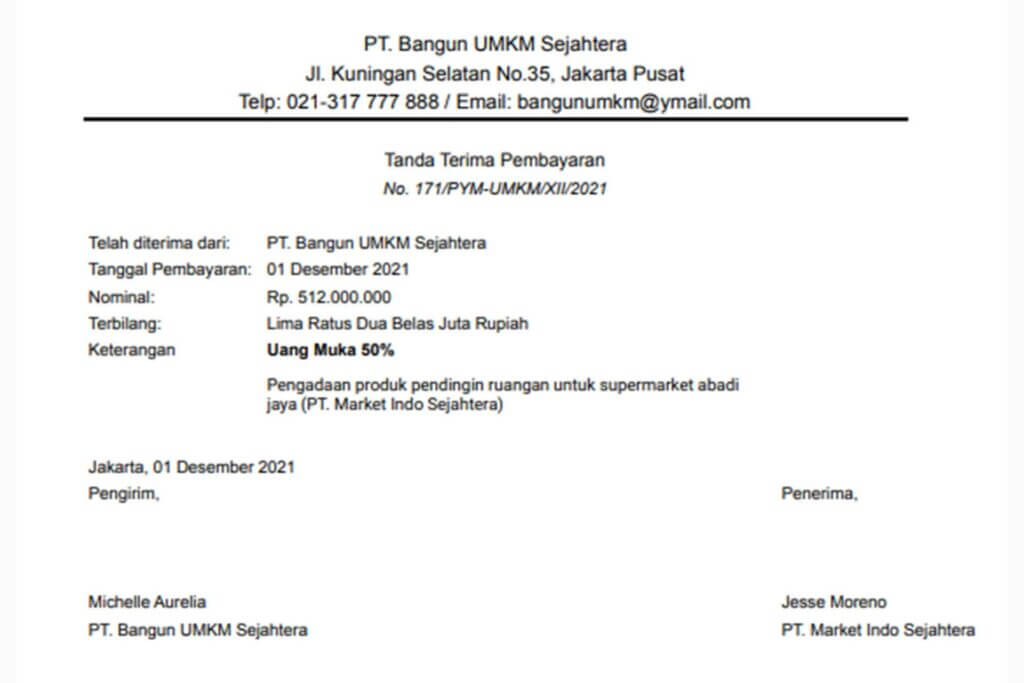 PT. Bangun UMKM Sejahtera
Jl. Kuningan Selatan No.35, Jakarta Pusat
Telp: 021-317 777 888 / Email: bangunumkm@ymail.com
Tanda Terima Pembayaran
No. 171/PYM-UMKM/XII/2021
Telah diterima dari: PT. Bangun UMKM Sejahtera
Tanggal Pembayaran: 01 Desember 2021
Nominal: Rp. 512.000.000
Terbilang: Lima Ratus Dua Belas Juta Rupiah
Keterangan Uang Muka 50%
Pengadaan produk pendingin ruangan untuk supermarket abadi
jaya (PT. Market Indo Sejahtera)
Jakarta, 01 Desember 2021
Pengirim, Penerima,
Michelle Aurelia Jesse Moreno
PT. Bangun UMKM Sejahtera PT. Market Indo Sejahtera